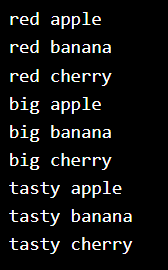 red apple
red banana
red cherry
big apple
big banana
big cherry
tasty apple
tasty banana
tasty cherry